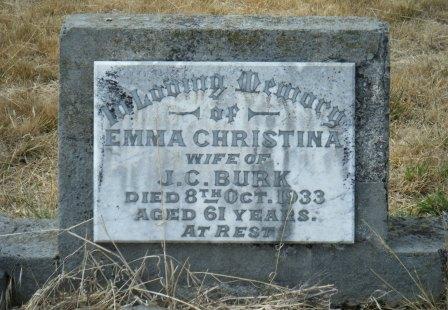 In Loving Memory
of
EMMA CHRISTINA
WIFE OF
J.C. BURK
DIED 8TH OCT. 1933
AGED 61 YEARS.
AT REST